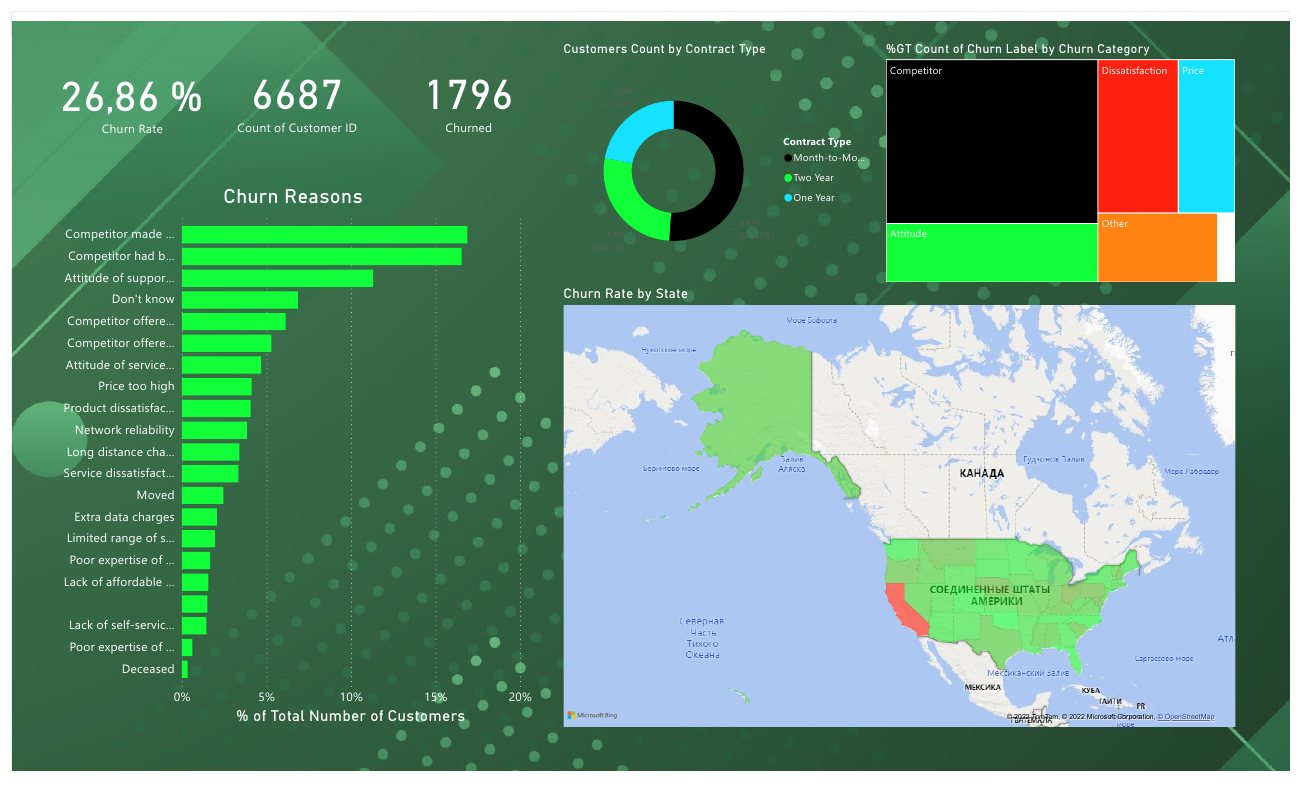 26,86 %
Churn Rate
6687
Count of Customer ID
1796
Churned
Customers Count by Contract Type
Contract Type
Month-to-Mo...
Two Year
One Year
%GT Count of Churn Label by Churn Category
Competitor
Dissatisfaction
Price
Attitude
Other
Churn Reasons
Competitor made ...
Competitor had b...
Attitude of suppor...
Don't know
Competitor offere...
Competitor offere...
Attitude of service...
Price too high
Product dissatisfac...
Network reliability
Long distance cha...
Service dissatisfact...
Moved
Extra data charges
Limited range of s...
Poor expertise of ...
Lack of affordable ...
Lack of self-servic...
Poor expertise of ...
Deceased
0%
5%
10%
15%
20%
% of Total Number of Customers
Churn Rate by State
Море Бофорта
Чукотское море
Берингово море
Залив
Аляска
КАНАДА
Гудзонов Залив
Море Лабрадор
СОЕДИНЕННЫЕ ШТАТЫ
АМЕРИКИ
Северная
Часть
Тихого
Океана
Атл
Саргассово море
Мексиканский Залив
МЕКСИКА
КУБА
ГАИТИ
PR
Microsoft Bing
© 2022 TomTom, © 2022 Microsoft Corporation, © OpenStreetMap
ГВАТЕМАЛА
море